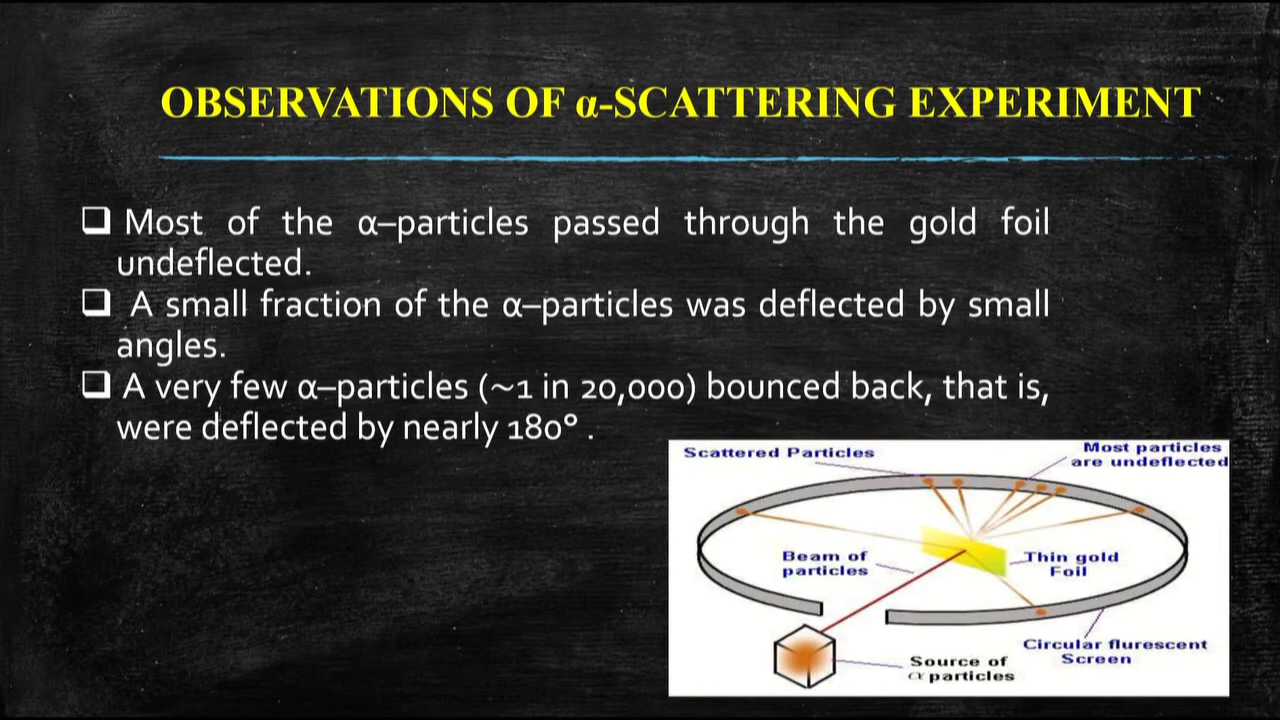 OBSERVATIONS OF α-SCATTERING EXPERIMENT
❑ Most of the α–particles passed through the gold foil
undeflected.
❑ A small fraction of the α–particles was deflected by small
angles.
❑ A very few α–particles (~1 in 20,000) bounced back, that is,
were deflected by nearly 180° .
Scattered Particles
Most particles
are undeflected
Beam of
particles
Thin gold
Foil
Circular flurescent
Screen
Source of
α particles